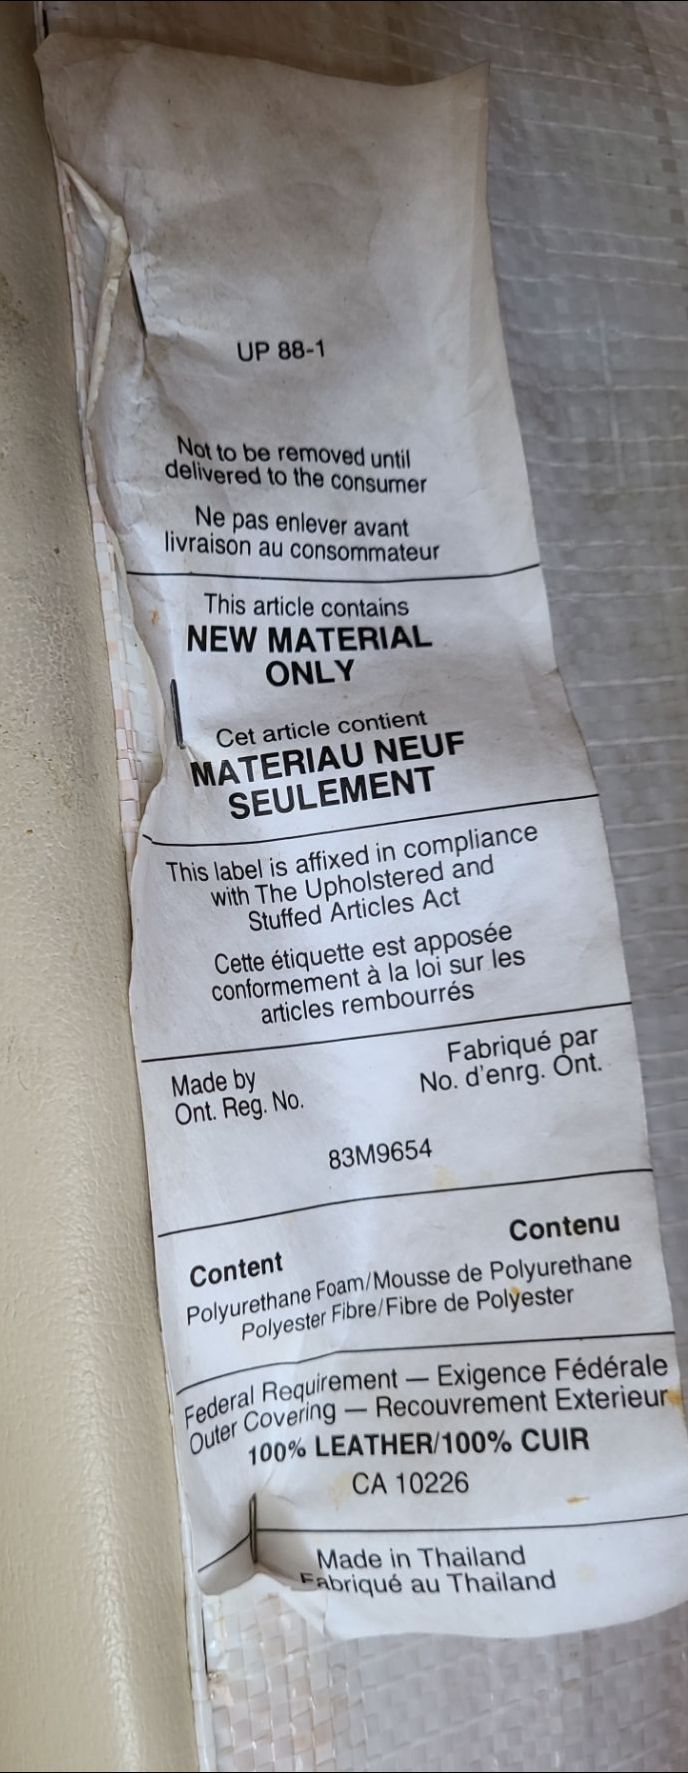 UP 88-1
Not to be removed until
delivered to the consumer
Ne pas enlever avant
livraison au consommateur
This article contains
NEW MATERIAL
ONLY
Cet article contient
MATERIAU NEUF
SEULEMENT
This label is affixed in compliance
with The Upholstered and
Stuffed Articles Act
Cette étiquette est apposée
conformement à la loi sur les
articles rembourrés
Made by
Ont. Reg. No.
Fabriqué par
No. d'enrg. Ont.
83M9654
Content
Contenu
Polyurethane Foam/Mousse de Polyurethane
Polyester Fibre/Fibre de Polyester
Federal Requirement — Exigence Fédérale
Outer Covering — Recouvrement Exterieur
100% LEATHER/100% CUIR
CA 10226
Made in Thailand
Fabriqué au Thailand